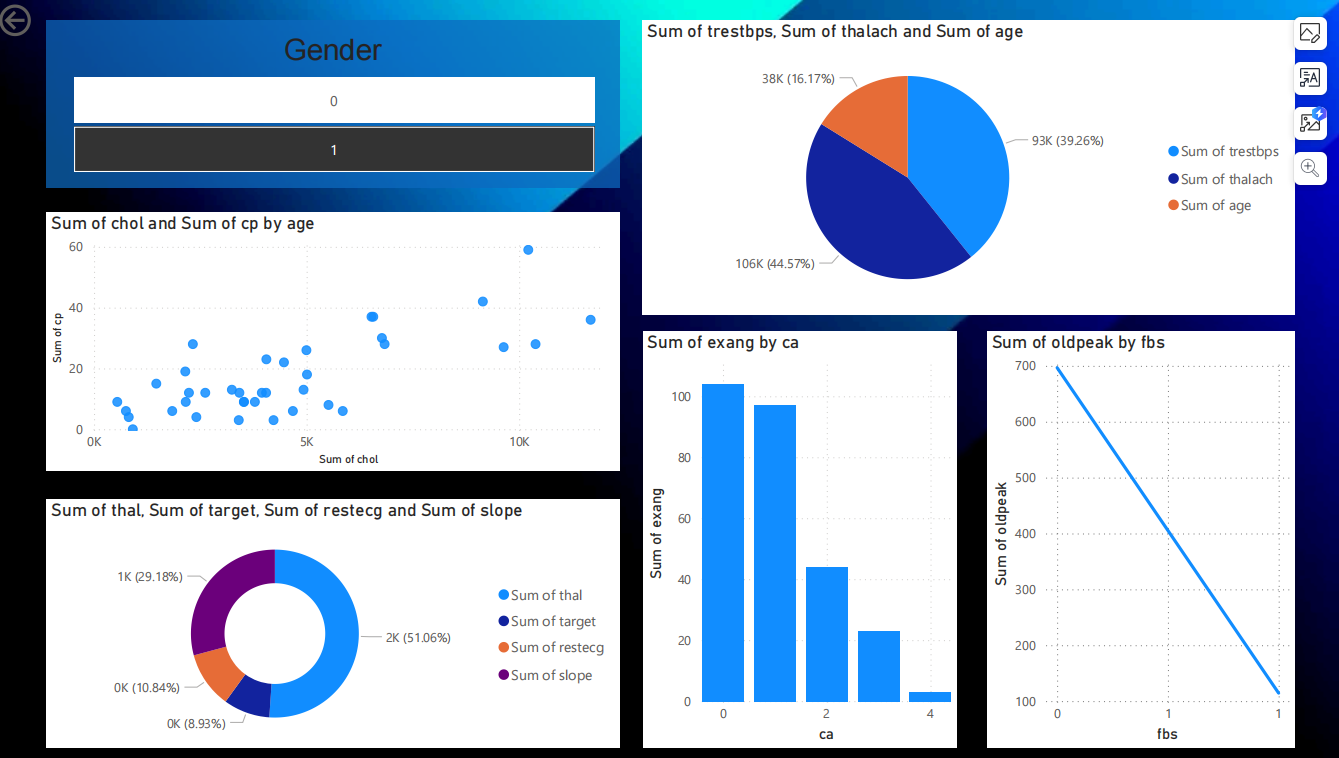 Gender
0
1
Sum of trestbps, Sum of thalach and Sum of age
38K (16.17%)
93K (39.26%)
106K (44.57%)
Sum of trestbps
Sum of thalach
Sum of age
Sum of chol and Sum of cp by age
60
40
20
0
Sum of cp
0K
5K
10K
Sum of chol
Sum of thal, Sum of target, Sum of restecg and Sum of slope
1K (29.18%)
2K (51.06%)
0K (10.84%)
0K (8.93%)
Sum of thal
Sum of target
Sum of restecg
Sum of slope
Sum of exang by ca
100
80
60
40
20
0
Sum of exang
0
2
4
ca
Sum of oldpeak by fbs
700
600
500
400
300
200
100
Sum of oldpeak
0
1
1
fbs